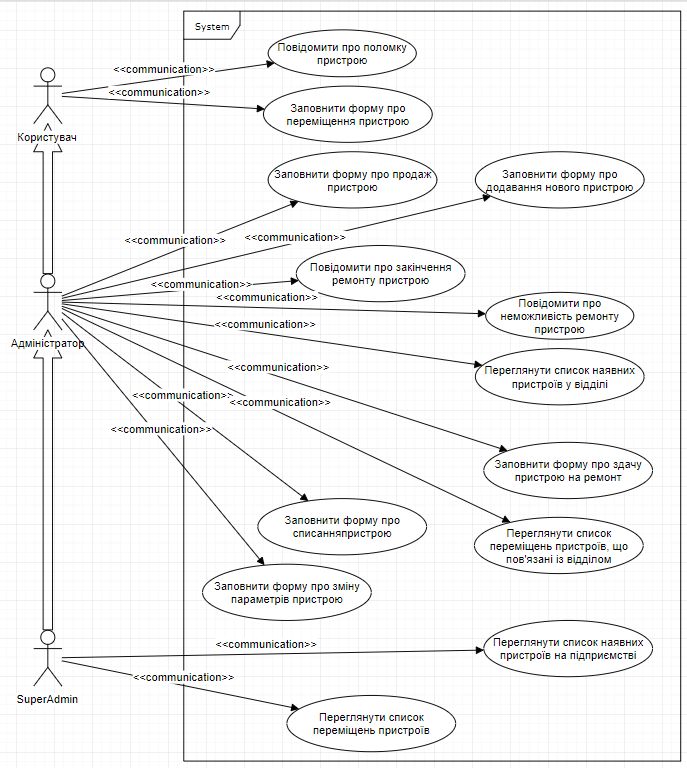 System
Повідомити про поломку
пристрою
<<communication>>
<<communication>>
Заповнити форму про
переміщення пристрою
Користувач
Заповнити форму про продаж
пристрою
Заповнити форму про
додавання нового пристрою
<<communication>>
<<communication>>
Повідомити про закінчення
ремонту пристрою
<<communication>>
<<communication>>
Повідомити про
неможливість ремонту
пристрою
<<communication>>
Адміністратор
Переглянути список наявних
пристроїв у відділі
<<communication>>
<<communication>>
<<communication>>
<<communication>>
Заповнити форму про здачу
пристрою на ремонт
Заповнити форму про
списанняпристрою
Переглянути список
переміщень пристроїв, що
пов'язані із відділом
Заповнити форму про зміну
параметрів пристрою
<<communication>>
Переглянути список наявних
пристроїв на підприємстві
<<communication>>
SuperAdmin
Переглянути список
переміщень пристроїв